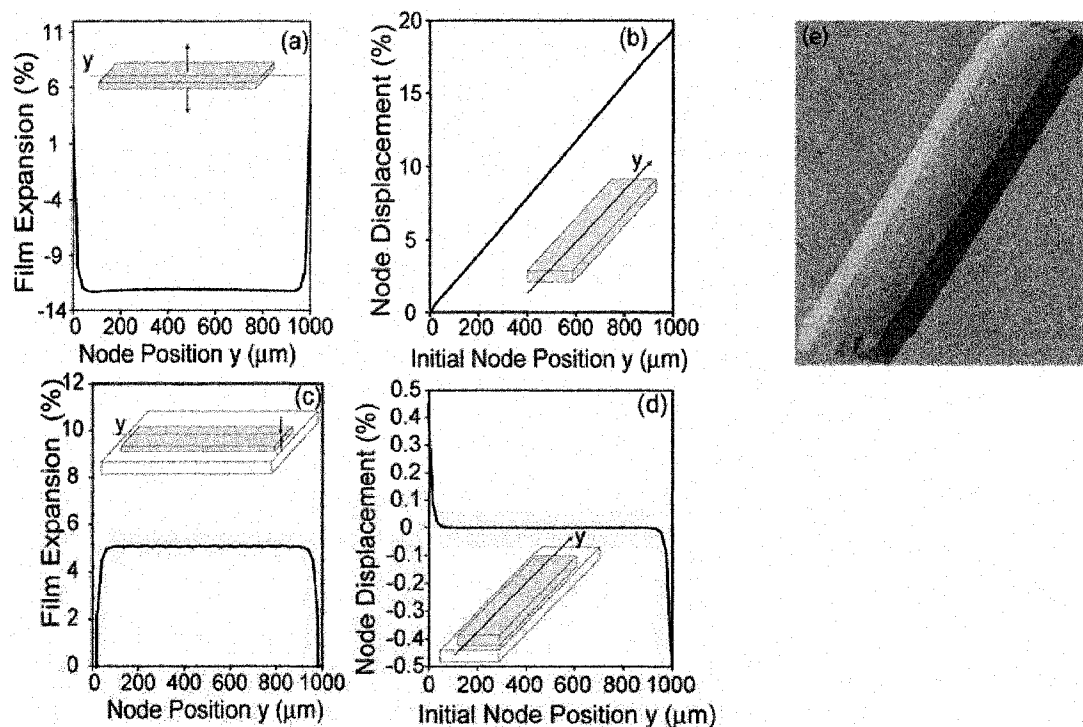 (a)
Film Expansion (%)
11
6
1
-4
-9
-14
y
0 200 400 600 800 1000
Node Position y (µm)
(b)
Node Displacement (%)
20
15
10
5
0
y
0 200 400 600 800 1000
Initial Node Position y (µm)
(e)
(c)
Film Expansion (%)
12
10
8
6
4
2
0
y
0 200 400 600 800 1000
Node Position y (µm)
(d)
Node Displacement (%)
0.5
0.4
0.3
0.2
0.1
0
-0.1
-0.2
-0.3
-0.4
-0.5
y
0 200 400 600 800 1000
Initial Node Position y (µm)